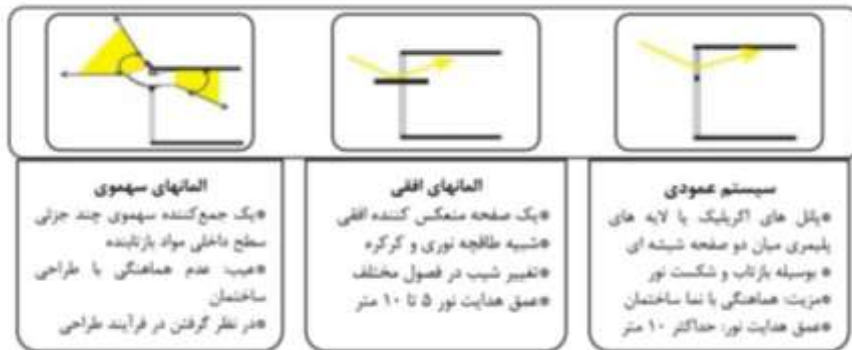 سیستم عمودی
*پانل های اکریلیک یا لایه های
پلیمری میان دو صفحه شیشه ای
* بوسیله بازتاب و شکست نور
*مزیت: هماهنگی با نما ساختمان
*عمق هدایت نور: حداکثر ۱۰ متر
المانهای افقی
*یک صفحه منعکس کننده افقی
*شبیه طاقچه نوری و کرکره
*تغییر شیب در فصول مختلف
*عمق هدایت نور ۵ تا ۱۰ متر
المانهای سهموی
*یک جمع‌کننده سهموی چند جزئی
سطح داخلی مواد بازتابنده
*عیب: عدم هماهنگی با طراحی
ساختمان
*در نظر گرفتن در فرآیند طراحی